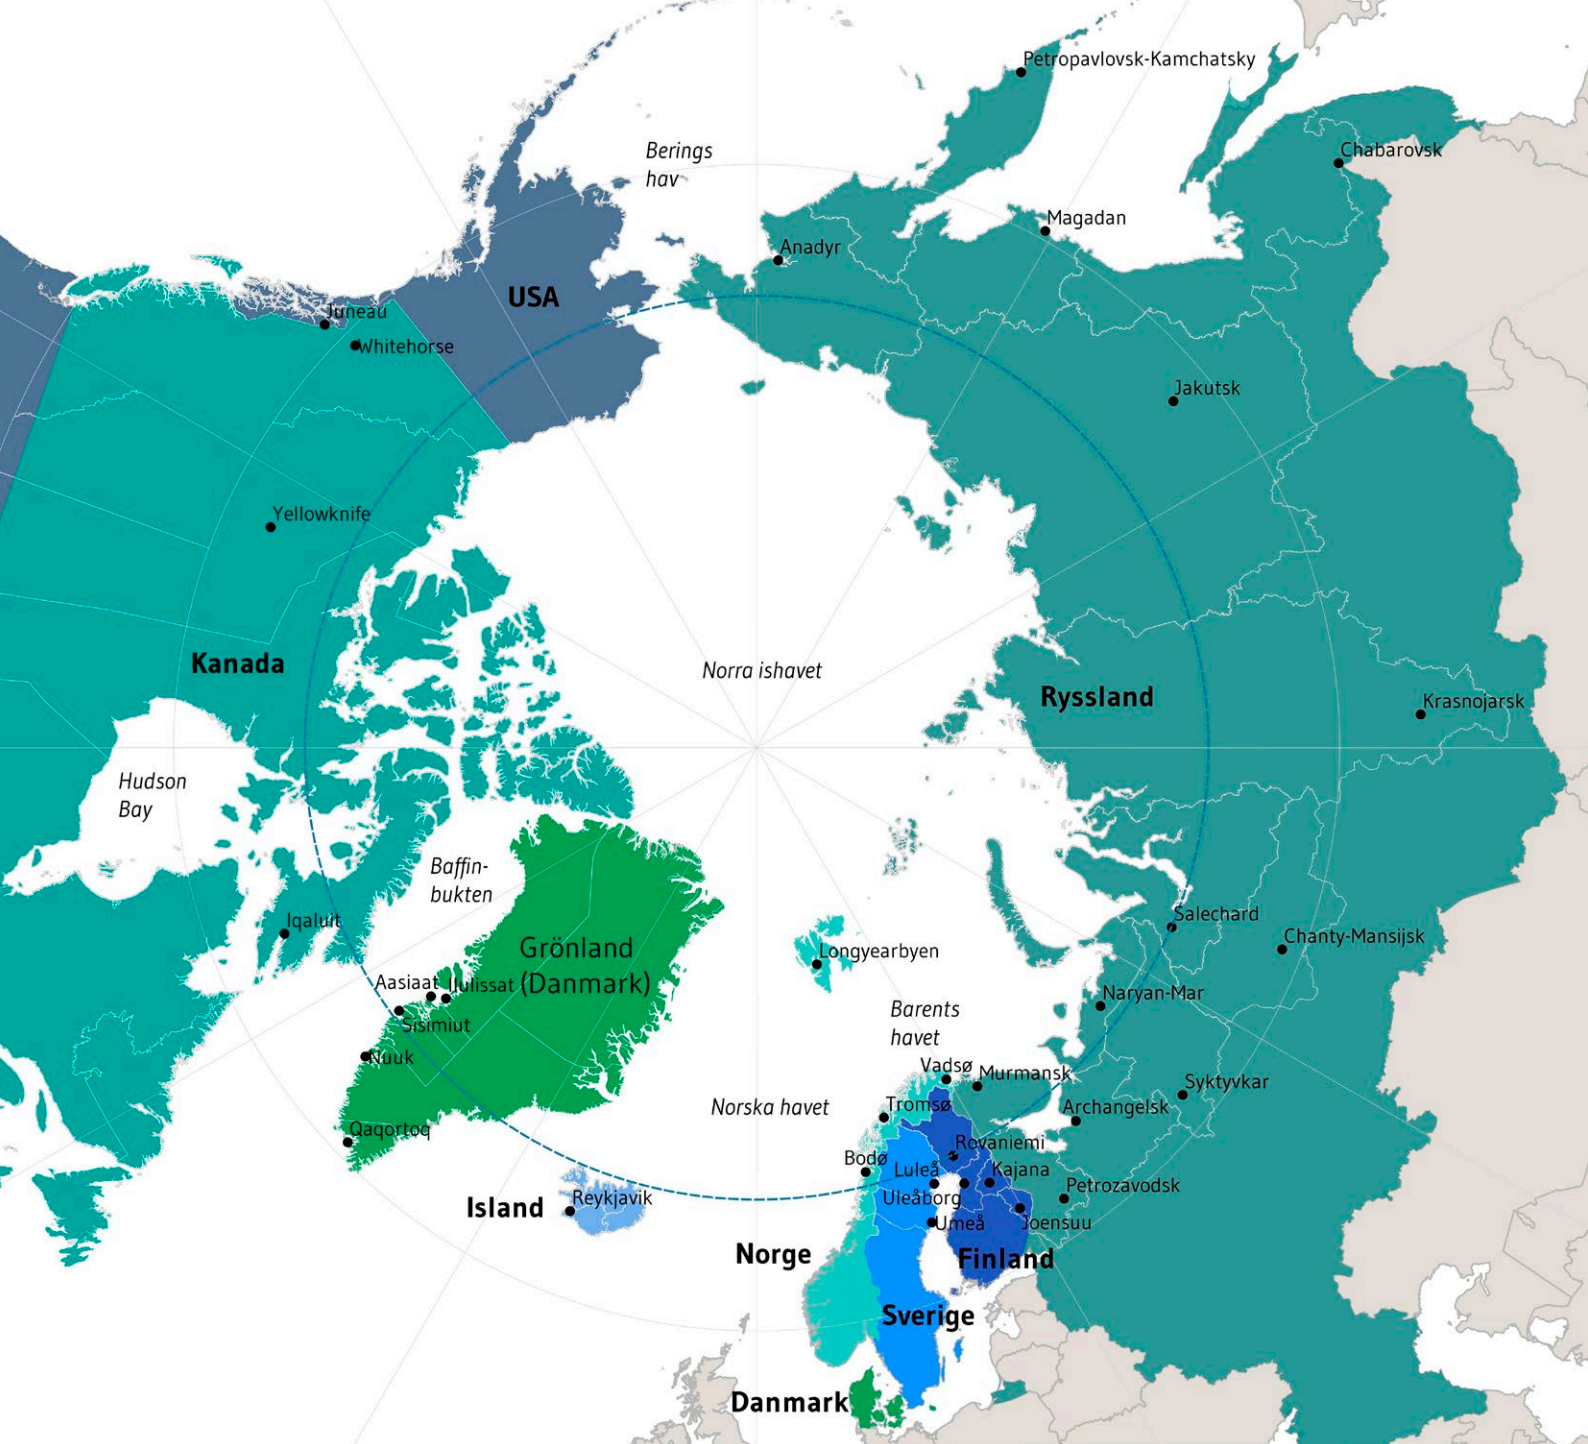 Petropavlovsk-Kamchatsky
Berings
hav
Chabarovsk
Magadan
Anadyr
USA
Juneau
Whitehorse
Jakutsk
Yellowknife
Kanada
Norra ishavet
Ryssland
Krasnojarsk
Hudson
Bay
Baffin-
bukten
Iqaluit
Grönland
(Danmark)
Salechard
Chanty-Mansijsk
Longyearbyen
Aasiaat
Ilulissat
Naryan-Mar
Sisimiut
Barents
havet
Nuuk
Vadsø
Murmansk
Syktyvkar
Norska havet
Tromsø
Archangelsk
Qaqortoq
Rovaniemi
Bodø
Luleå
Kajana
Petrozavodsk
Island
Reykjavik
Uleåborg
Umeå
Joensuu
Norge
Finland
Sverige
Danmark